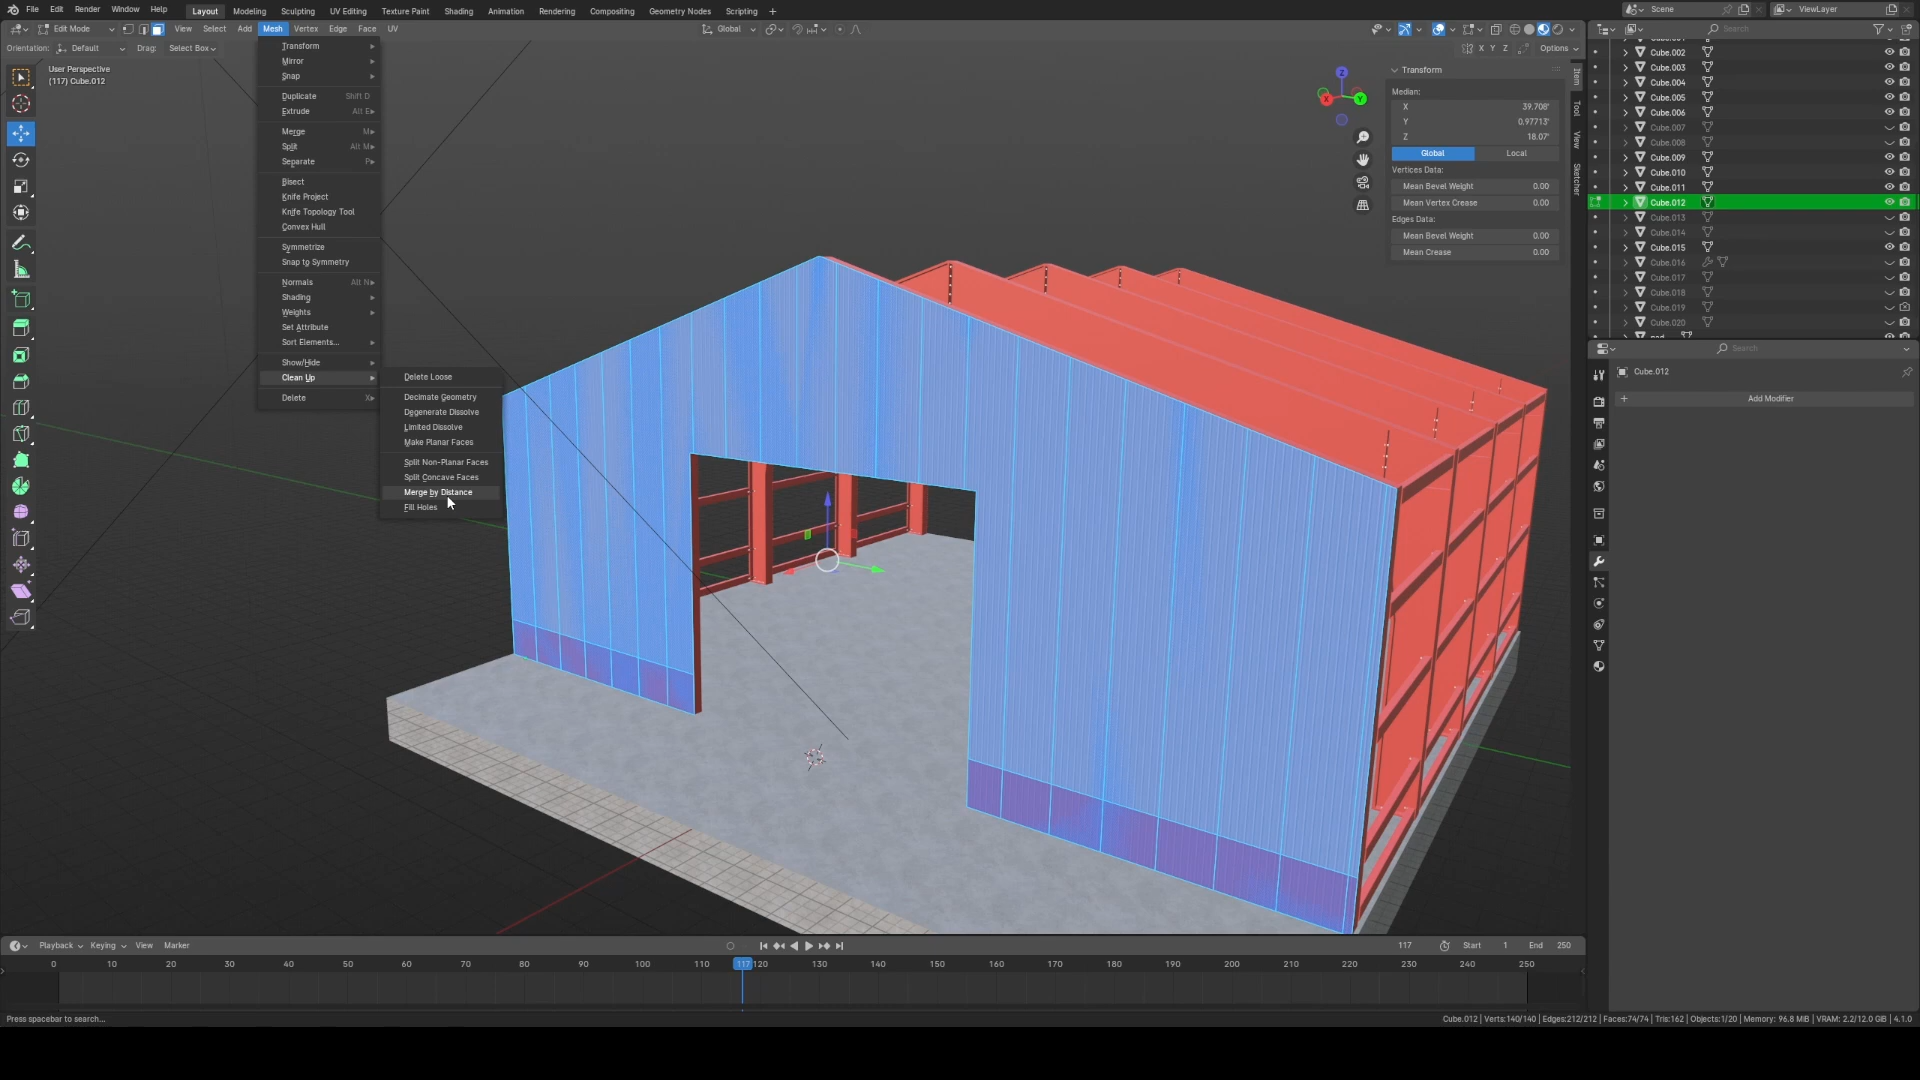 File Edit Render Window Help Layout Modeling Sculpting UV Editing Texture Paint Shading Animation Rendering Compositing Geometry Nodes Scripting + Scene ViewLayer
Edit Mode View Select Add Mesh Vertex Edge Face UV Global Search
Orientation: Default Drag: Select Box X Y Z Options
User Perspective
(117) Cube.012
Transform
Mirror
Snap
Duplicate Shift D
Extrude Alt E
Merge M
Split Alt M
Separate P
Bisect
Knife Project
Knife Topology Tool
Convex Hull
Symmetrize
Snap to Symmetry
Normals Alt N
Shading
Weights
Set Attribute
Sort Elements...
Show/Hide
Clean Up
Delete X
Delete Loose
Decimate Geometry
Degenerate Dissolve
Limited Dissolve
Make Planar Faces
Split Non-Planar Faces
Split Concave Faces
Merge by Distance
Fill Holes
Z
X Y
Transform
Median:
X 39.708'
Y 0.97713'
Z 18.07'
Global Local
Vertices Data:
Mean Bevel Weight 0.00
Mean Vertex Crease 0.00
Edges Data:
Mean Bevel Weight 0.00
Mean Crease 0.00
Item
Tool
View
Sketcher
Cube.002
Cube.003
Cube.004
Cube.005
Cube.006
Cube.007
Cube.008
Cube.009
Cube.010
Cube.011
Cube.012
Cube.013
Cube.014
Cube.015
Cube.016
Cube.017
Cube.018
Cube.019
Cube.020
Search
Cube.012
+ Add Modifier
Playback Keying View Marker 117 Start 1 End 250
0 10 20 30 40 50 60 70 80 90 100 110 117 120 130 140 150 160 170 180 190 200 210 220 230 240 250
Press spacebar to search... Cube.012 | Verts:140/140 | Edges:212/212 | Faces:74/74 | Tris:162 | Objects:1/20 | Memory: 96.8 MiB | VRAM: 2.2/12.0 GiB | 4.1.0